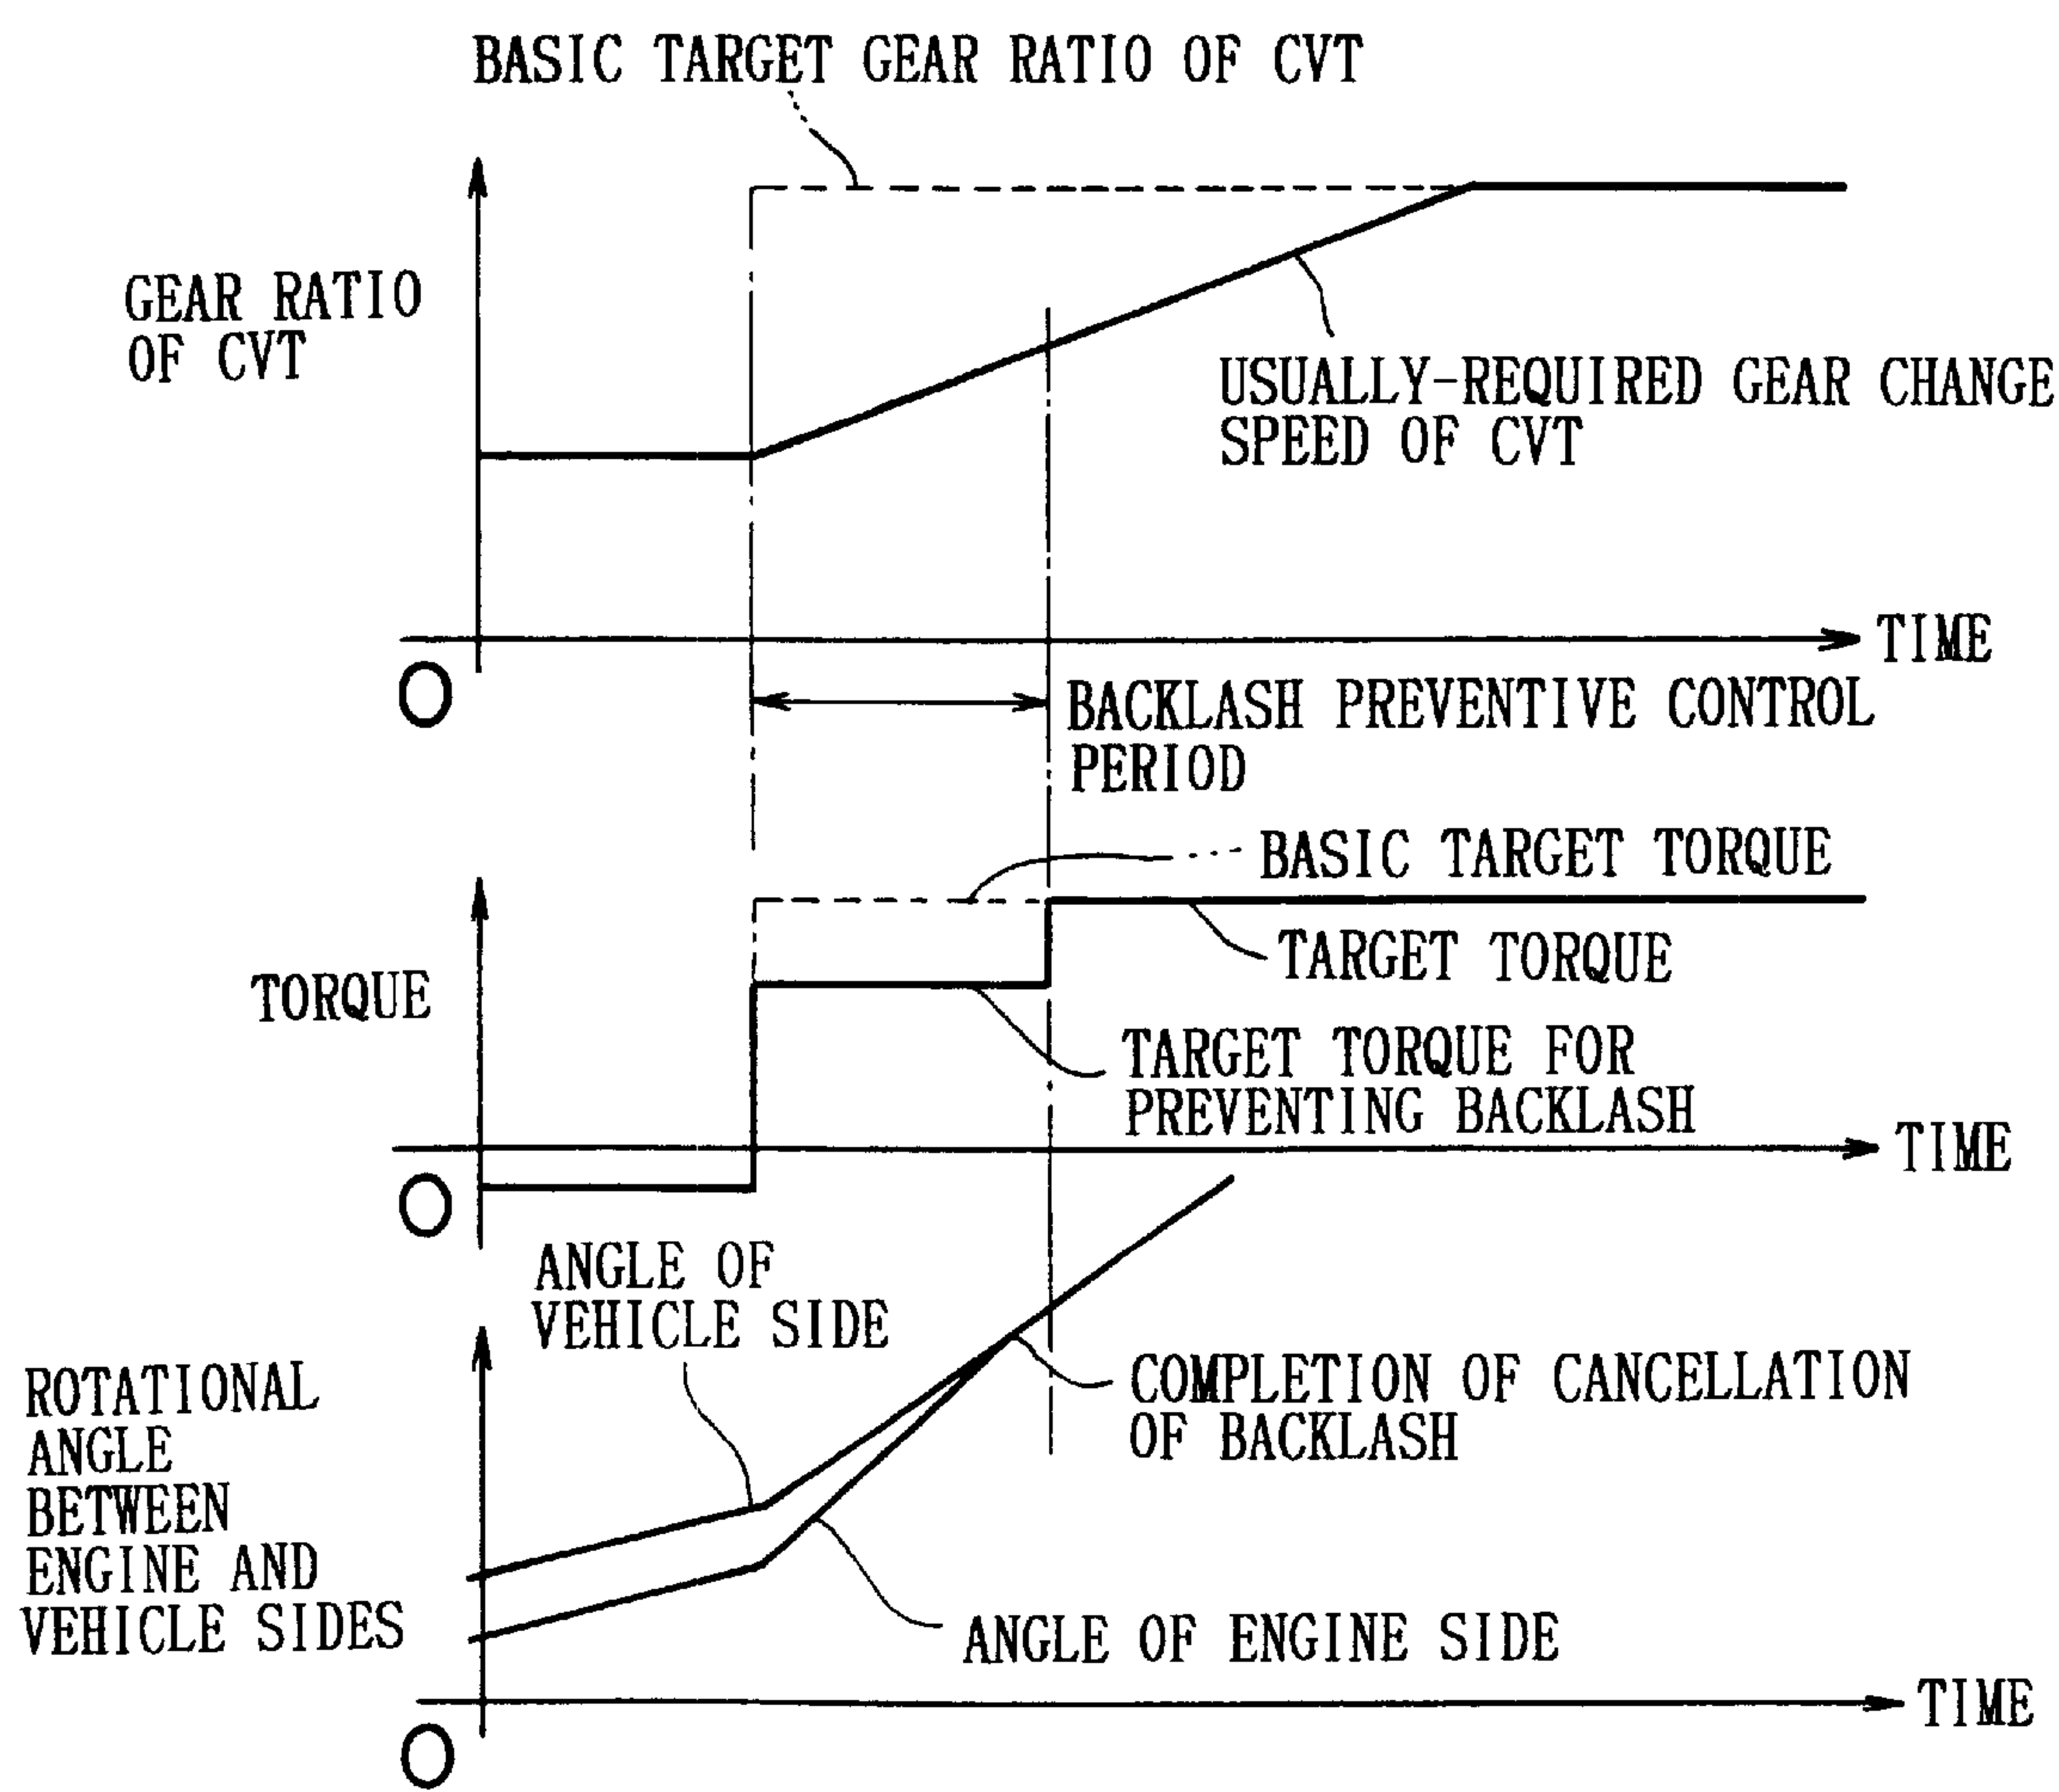 BASIC TARGET GEAR RATIO OF CVT
GEAR RATIO
OF CVT
USUALLY-REQUIRED GEAR CHANGE
SPEED OF CVT
TIME
O
BACKLASH PREVENTIVE CONTROL
PERIOD
BASIC TARGET TORQUE
TARGET TORQUE
TORQUE
TARGET TORQUE FOR
PREVENTING BACKLASH
TIME
O
ANGLE OF
VEHICLE SIDE
ROTATIONAL
ANGLE
BETWEEN
ENGINE AND
VEHICLE SIDES
COMPLETION OF CANCELLATION
OF BACKLASH
ANGLE OF ENGINE SIDE
TIME
O